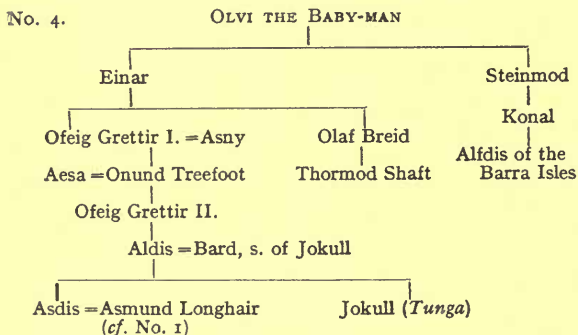 No. 4. OLVI THE BABY-MAN
Einar Steinmod
Konal
Ofeig Grettir I. = Asny Olaf Breid
Alfdis of the
Aesa = Onund Treefoot Thormod Shaft Barra Isles
Ofeig Grettir II.
Aldis = Bard, s. of Jokull
Asdis = Asmund Longhair Jokull (Tunga)
(cf. No. 1)